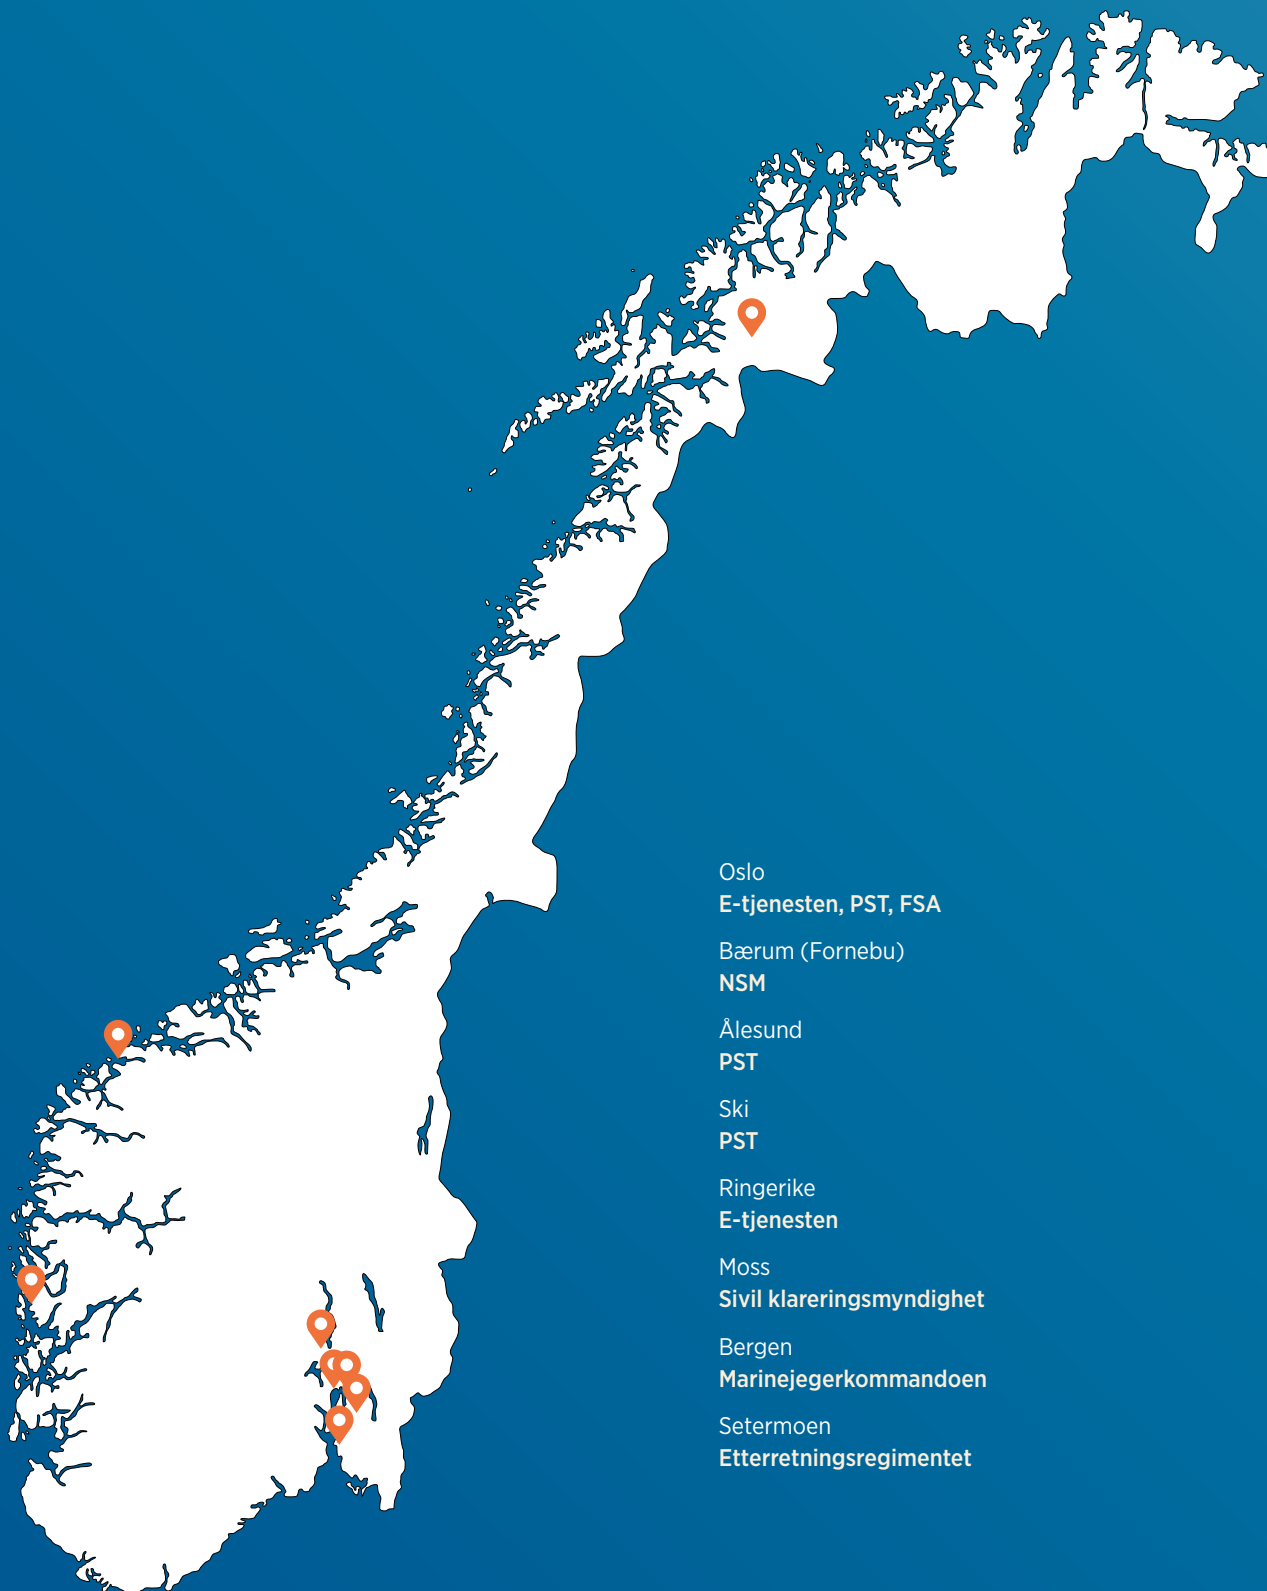 Oslo
E-tjenesten, PST, FSA
Bærum (Fornebu)
NSM
Ålesund
PST
Ski
PST
Ringerike
E-tjenesten
Moss
Sivil klareringsmyndighet
Bergen
Marinejegerkommandoen
Setermoen
Etterretningsregimentet